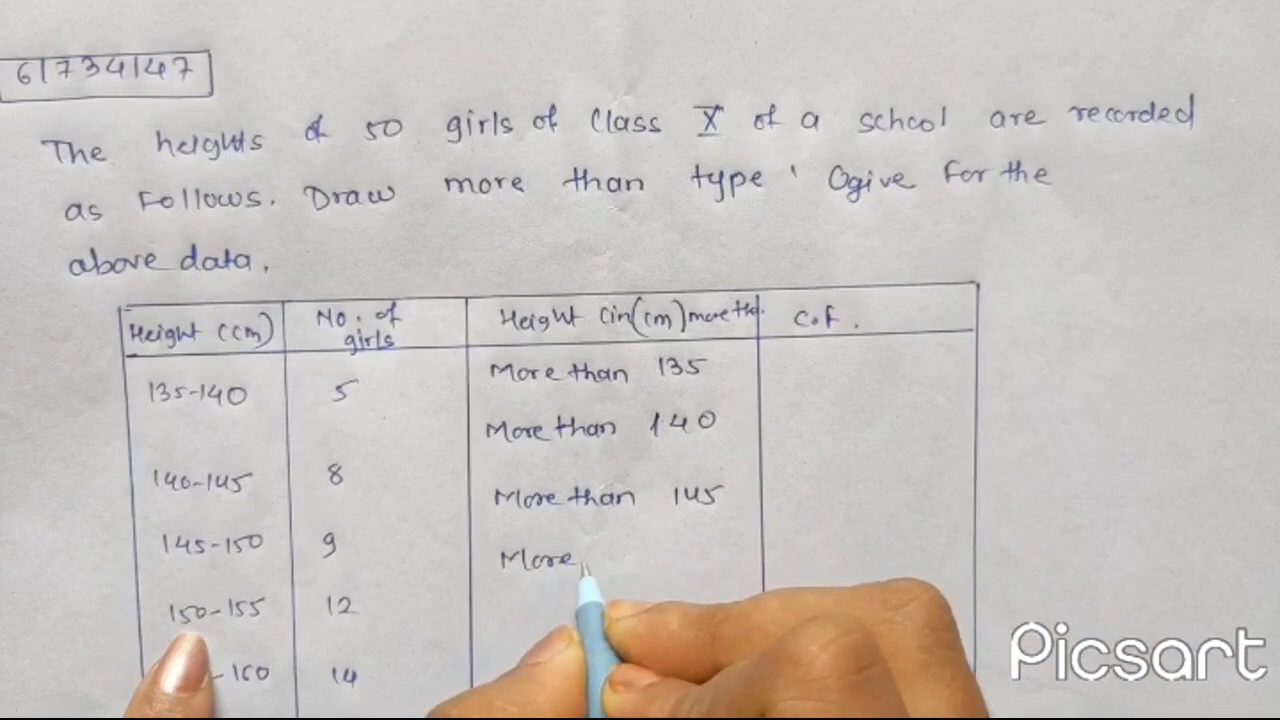 6/734/47
The heights of 50 girls of Class X of a school are recorded
as Follows. Draw more than type ' Ogive For the
above data.
Height (cm) No. of girls Height (in(cm) more tha. C.F.
135-140 5 More than 135
More than 140
140-145 8
More than 145
145-150 9
More
150-155 12
-160 14
Picsart